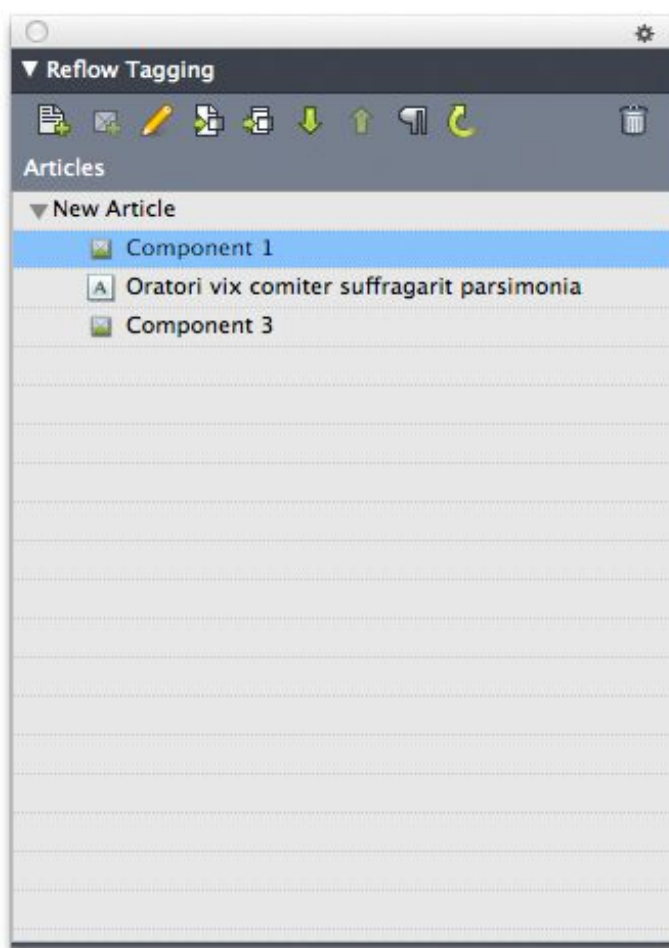 Reflow Tagging
Articles
New Article
Component 1
A Oratori vix comiter suffragarit parsimonia
Component 3